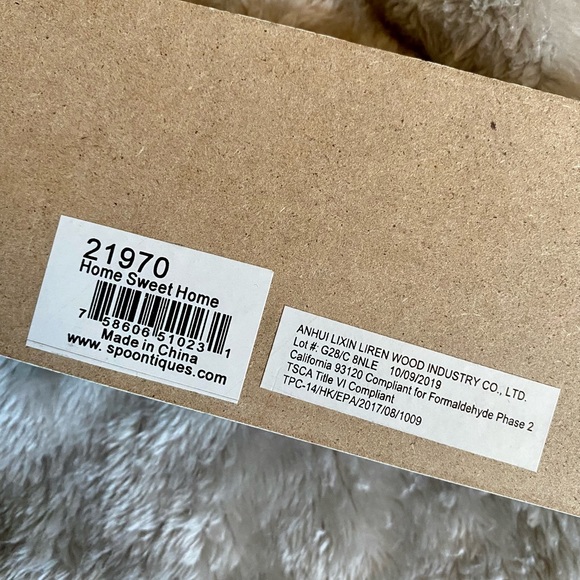 21970
Home Sweet Home
7 58606 51023 1
Made in China
www.spoontiques.com
ANHUI LIXIN LIREN WOOD INDUSTRY CO., LTD.
Lot #: G28/C 8NLE 10/09/2019
California 93120 Compliant for Formaldehyde Phase 2
TSCA Title VI Compliant
TPC-14/HK/EPA/2017/08/1009